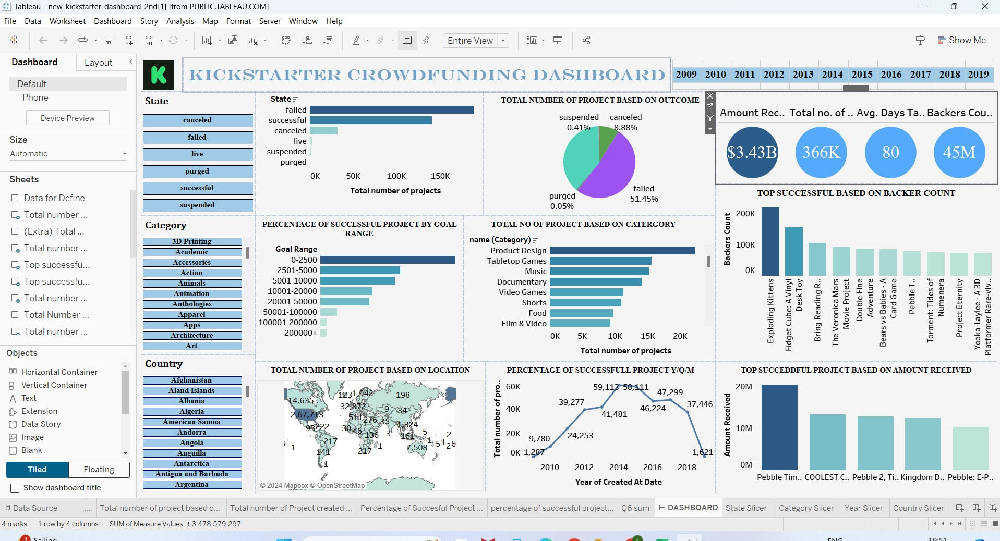 Tableau - new_kickstarter_dashboard_2nd[1] [from PUBLIC.TABLEAU.COM]
File Data Worksheet Dashboard Story Analysis Map Format Server Window Help
Entire View
Show Me
Dashboard Layout
Default
Phone
Device Preview
Size
Automatic
Sheets
Data for Define
Total number ...
(Extra) Total ...
Total number ...
Top successfu...
Top successfu...
Total number ...
Total Number ...
Total number ...
Objects
Horizontal Container
Vertical Container
Text
Extension
Data Story
Image
Blank
Tiled Floating
Show dashboard title
K
KICKSTARTER CROWDFUNDING DASHBOARD
2009 2010 2011 2012 2013 2014 2015 2016 2017 2018 2019
State
canceled
failed
live
purged
successful
suspended
State
failed
successful
canceled
live
suspended
purged
0K 50K 100K 150K
Total number of projects
TOTAL NUMBER OF PROJECT BASED ON OUTCOME
suspended
0.41%
canceled
8.88%
failed
51.45%
purged
0.05%
Amount Rec.. Total no. of .. Avg. Days Ta.. Backers Cou..
$3.43B 366K 80 45M
Category
3D Printing
Academic
Accessories
Action
Animals
Animation
Anthologies
Apparel
Apps
Architecture
Art
PERCENTAGE OF SUCCESSFUL PROJECT BY GOAL
RANGE
Goal Range
0-2500
2501-5000
5001-10000
10001-20000
20001-50000
50001-100000
100001-200000
200000+
TOTAL NO OF PROJECT BASED ON CATERGORY
name (Category)
Product Design
Tabletop Games
Music
Documentary
Video Games
Shorts
Food
Film & Video
0K 5K 10K 15K 20K
Total number of projects
TOP SUCCESSFUL BASED ON BACKER COUNT
Backers Count
200K
100K
0K
Exploding Kittens
Fidget Cube: A Vinyl
Desk Toy
Bring Reading R..
The Veronica Mars
Movie Project
Double Fine
Adventure
Bears vs Babies - A
Card Game
Pebble T..
Torment: Tides of
Numenera
Project Eternity
Yooka-Laylee - A 3D
Platformer Rare-viv..
Country
Afghanistan
Aland Islands
Albania
Algeria
American Samoa
Andorra
Angola
Anguilla
Antarctica
Antigua and Barbuda
Argentina
TOTAL NUMBER OF PROJECT BASED ON LOCATION
123 1,942 198
14,635
32,872
9 34
2,67,713
511 276 35
93 222
30 46 1,324
136 3 161 5 2
217 1 5 1 26
1 1 7,508
141 217
1
© 2024 Mapbox © OpenStreetMap
PERCENTAGE OF SUCCESSFULL PROJECT Y/Q/M
Total number of pro..
60K
40K
20K
0K
1,287
9,780
24,253
39,277
41,481
59,113
58,111
46,224
47,299
37,446
1,621
2010 2012 2014 2016 2018
Year of Created At Date
TOP SUCCEDDFUL PROJECT BASED ON AMOUNT RECEIVED
Amount Received
20M
10M
0M
Pebble Tim.. COOLEST C.. Pebble 2, Ti.. Kingdom D.. Pebble: E-P..
Data Source ... Total number of project based o... Total number of Project created ... Percentage of Succesful Project ... percentage of successful project... Q6 sum DASHBOARD State Slicer Category Slicer Year Slicer Country Slicer
4 marks 1 row by 4 columns SUM of Measure Values: ₹ 3,478,579,297
1 Sailing
ENG 19:51